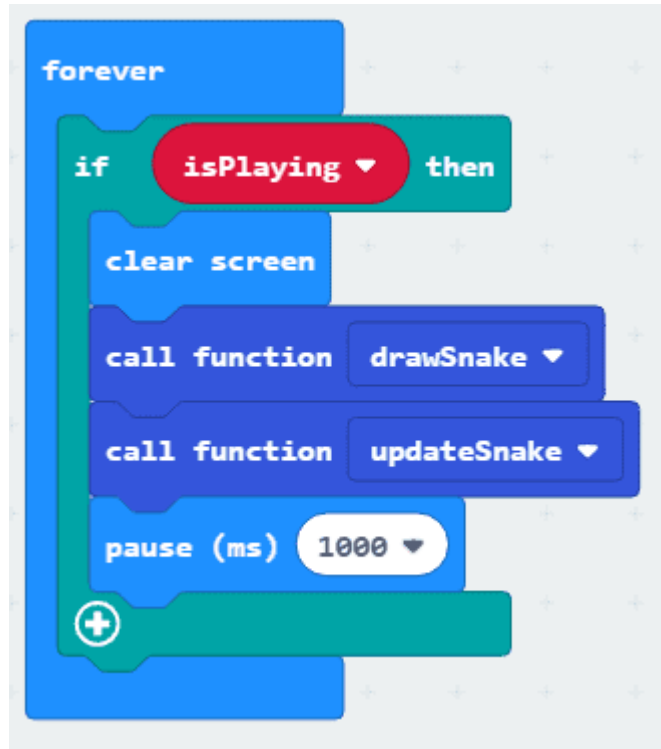 forever
if isPlaying then
clear screen
call function drawSnake
call function updateSnake
pause (ms) 1000